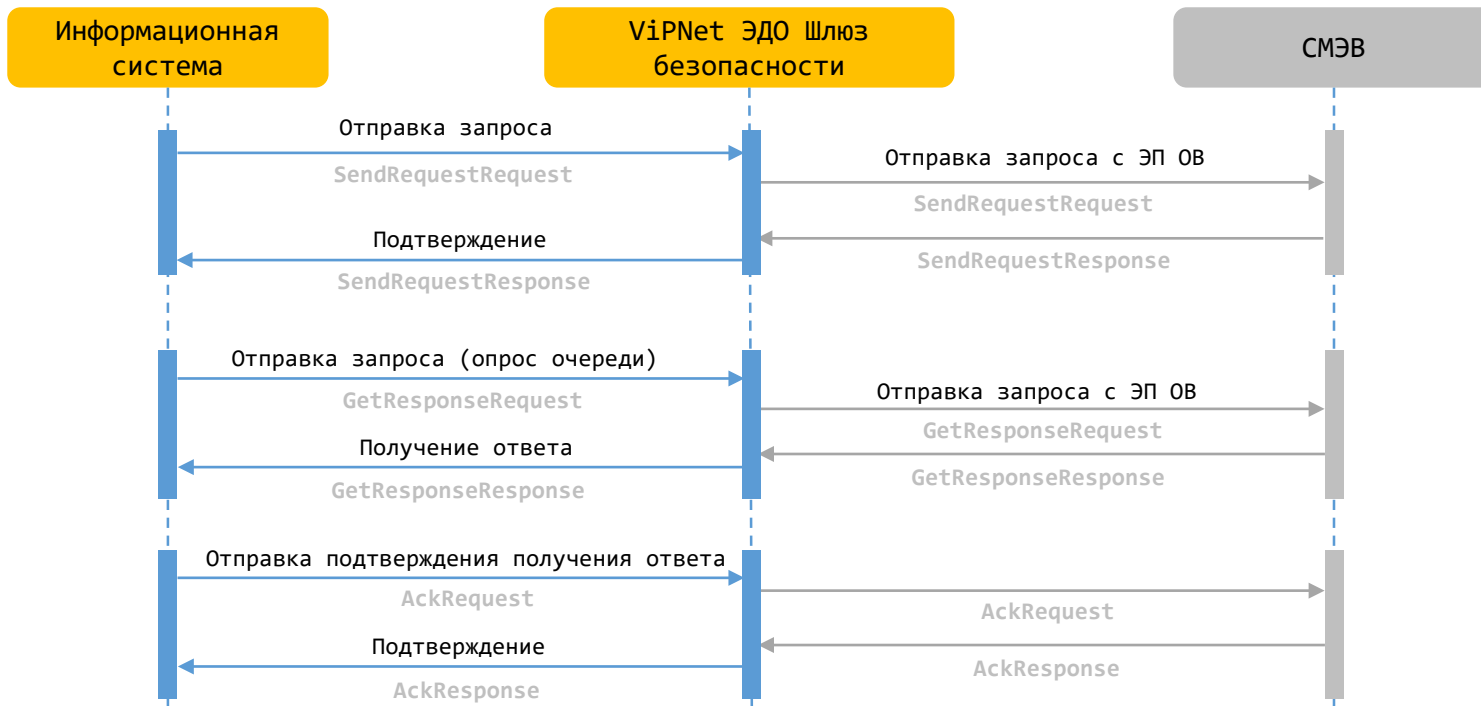 Информационная
система
ViPNet ЭДО Шлюз
безопасности
СМЭВ
Отправка запроса
SendRequestRequest
Отправка запроса с ЭП ОВ
SendRequestRequest
Подтверждение
SendRequestResponse
SendRequestResponse
Отправка запроса (опрос очереди)
GetResponseRequest
Отправка запроса с ЭП ОВ
GetResponseRequest
Получение ответа
GetResponseResponse
GetResponseResponse
Отправка подтверждения получения ответа
AckRequest
AckRequest
Подтверждение
AckResponse
AckResponse